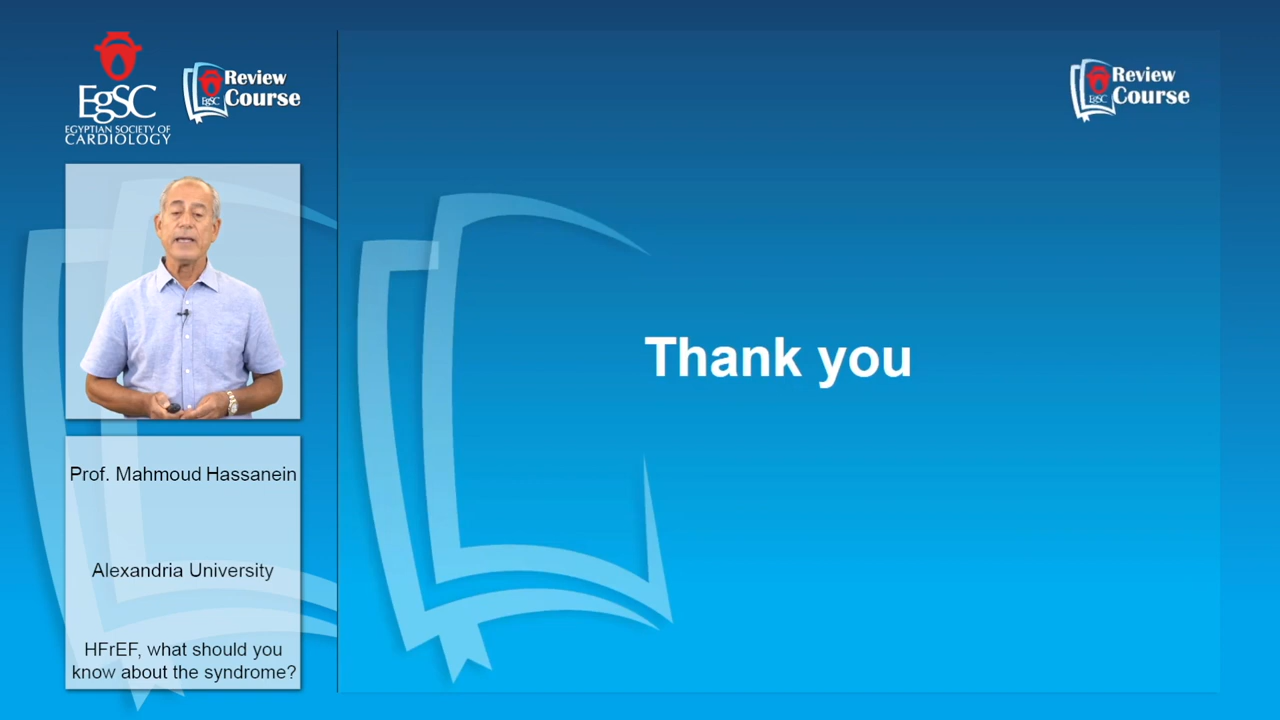 EgSC
EGYPTIAN SOCIETY OF
CARDIOLOGY
Review
Course
EgSC
Review
Course
EgSC
Thank you
Prof. Mahmoud Hassanein
Alexandria University
HFrEF, what should you
know about the syndrome?